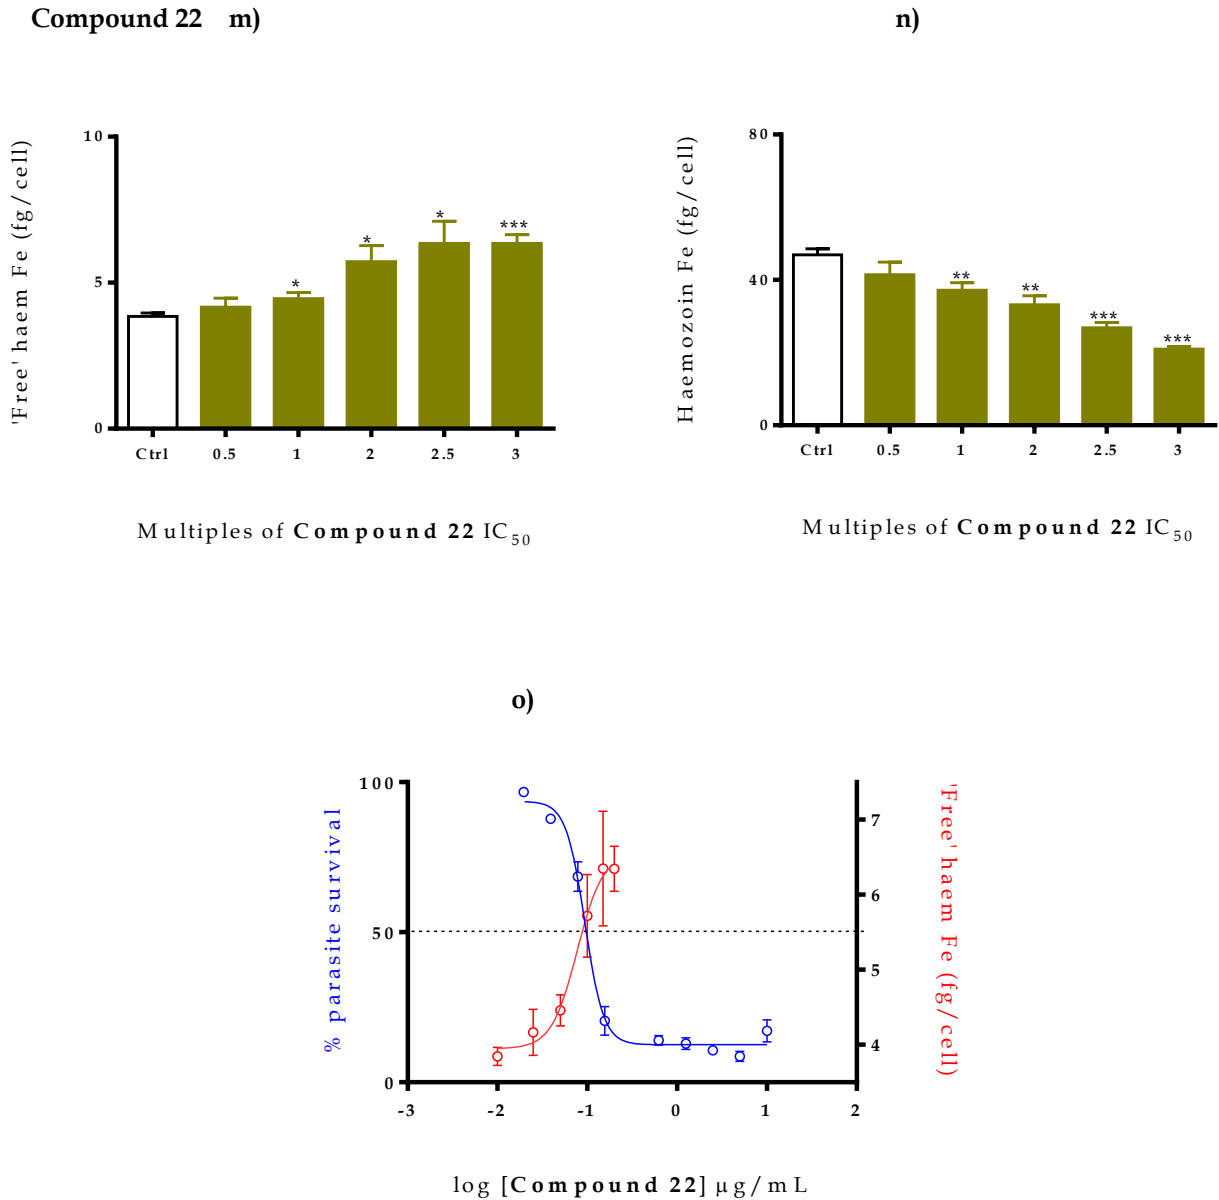 Compound 22 m)
n)
'Free' haem Fe (fg/cell)
10
5
0
*
*
*
***
Ctrl 0.5 1 2 2.5 3
Multiples of Compound 22 IC50
Haemozoin Fe (fg/cell)
80
40
0
**
**
***
***
Ctrl 0.5 1 2 2.5 3
Multiples of Compound 22 IC50
o)
% parasite survival
100
50
0
'Free' haem Fe (fg/cell)
7
6
5
4
-3 -2 -1 0 1 2
log [Compound 22] µg/mL